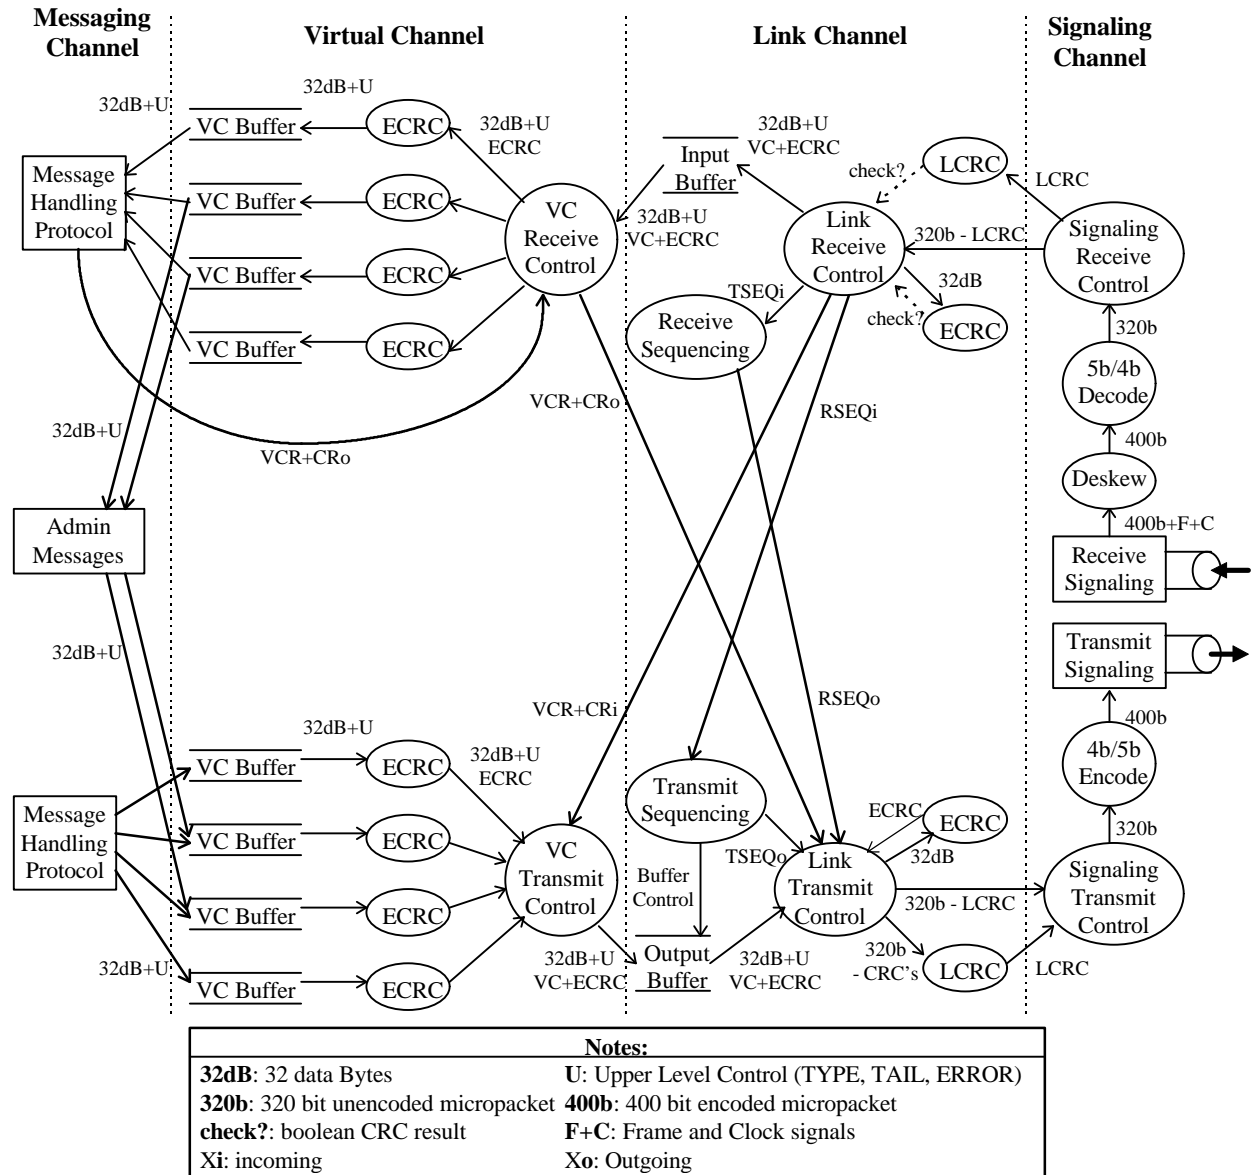 Messaging
Channel
Virtual Channel
Link Channel
Signaling
Channel
32dB+U
32dB+U
VC Buffer
ECRC
32dB+U
ECRC
VC Buffer
ECRC
VC Buffer
ECRC
VC Buffer
ECRC
Message
Handling
Protocol
VC
Receive
Control
32dB+U
VC+ECRC
Input
Buffer
32dB+U
VC+ECRC
check?
LCRC
LCRC
Link
Receive
Control
320b - LCRC
Signaling
Receive
Control
32dB
check?
ECRC
TSEQi
Receive
Sequencing
320b
5b/4b
Decode
VCR+CRo
RSEQi
32dB+U
VCR+CRo
400b
Deskew
400b+F+C
Admin
Messages
Receive
Signaling
Transmit
Signaling
32dB+U
VCR+CRi
RSEQo
400b
4b/5b
Encode
32dB+U
VC Buffer
ECRC
32dB+U
ECRC
VC Buffer
ECRC
VC Buffer
ECRC
VC Buffer
ECRC
Message
Handling
Protocol
32dB+U
VC
Transmit
Control
Transmit
Sequencing
TSEQo
ECRC
ECRC
32dB
320b
Buffer
Control
Link
Transmit
Control
320b - LCRC
Signaling
Transmit
Control
32dB+U
VC+ECRC
Output
Buffer
32dB+U
VC+ECRC
320b
- CRC's
LCRC
LCRC
Notes:
32dB: 32 data Bytes
U: Upper Level Control (TYPE, TAIL, ERROR)
320b: 320 bit unencoded micropacket
400b: 400 bit encoded micropacket
check?: boolean CRC result
F+C: Frame and Clock signals
Xi: incoming
Xo: Outgoing